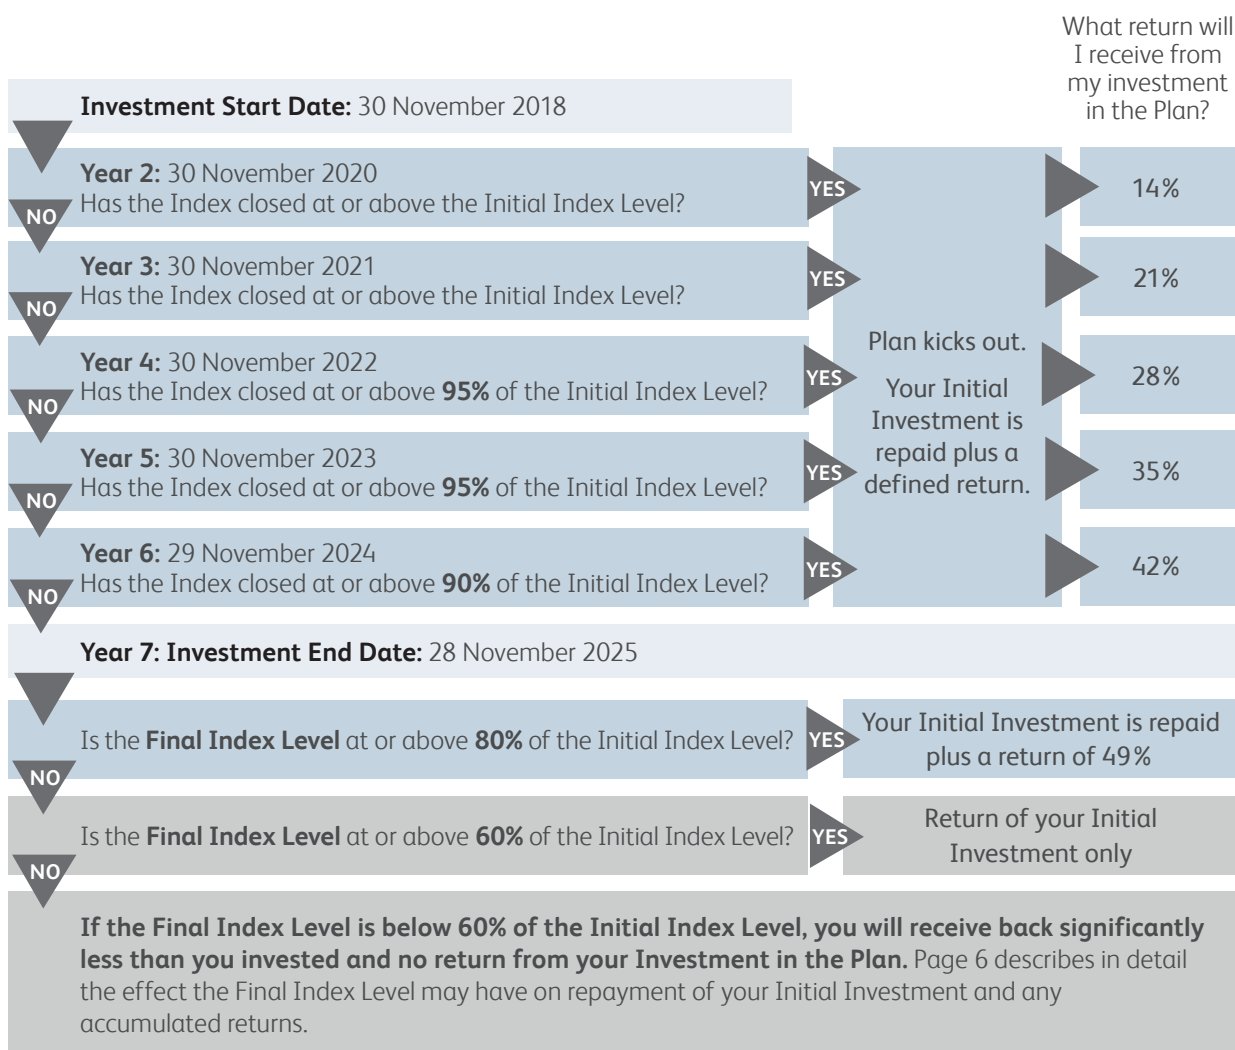 What return will
I receive from
my investment
in the Plan?
Investment Start Date: 30 November 2018
Year 2: 30 November 2020
Has the Index closed at or above the Initial Index Level?
YES
14%
NO
Year 3: 30 November 2021
Has the Index closed at or above the Initial Index Level?
YES
21%
NO
Year 4: 30 November 2022
Has the Index closed at or above 95% of the Initial Index Level?
YES
28%
NO
Year 5: 30 November 2023
Has the Index closed at or above 95% of the Initial Index Level?
YES
35%
NO
Year 6: 29 November 2024
Has the Index closed at or above 90% of the Initial Index Level?
YES
42%
NO
Plan kicks out.
Your Initial
Investment is
repaid plus a
defined return.
Year 7: Investment End Date: 28 November 2025
Is the Final Index Level at or above 80% of the Initial Index Level?
YES
Your Initial Investment is repaid
plus a return of 49%
NO
Is the Final Index Level at or above 60% of the Initial Index Level?
YES
Return of your Initial
Investment only
NO
If the Final Index Level is below 60% of the Initial Index Level, you will receive back significantly
less than you invested and no return from your Investment in the Plan. Page 6 describes in detail
the effect the Final Index Level may have on repayment of your Initial Investment and any
accumulated returns.